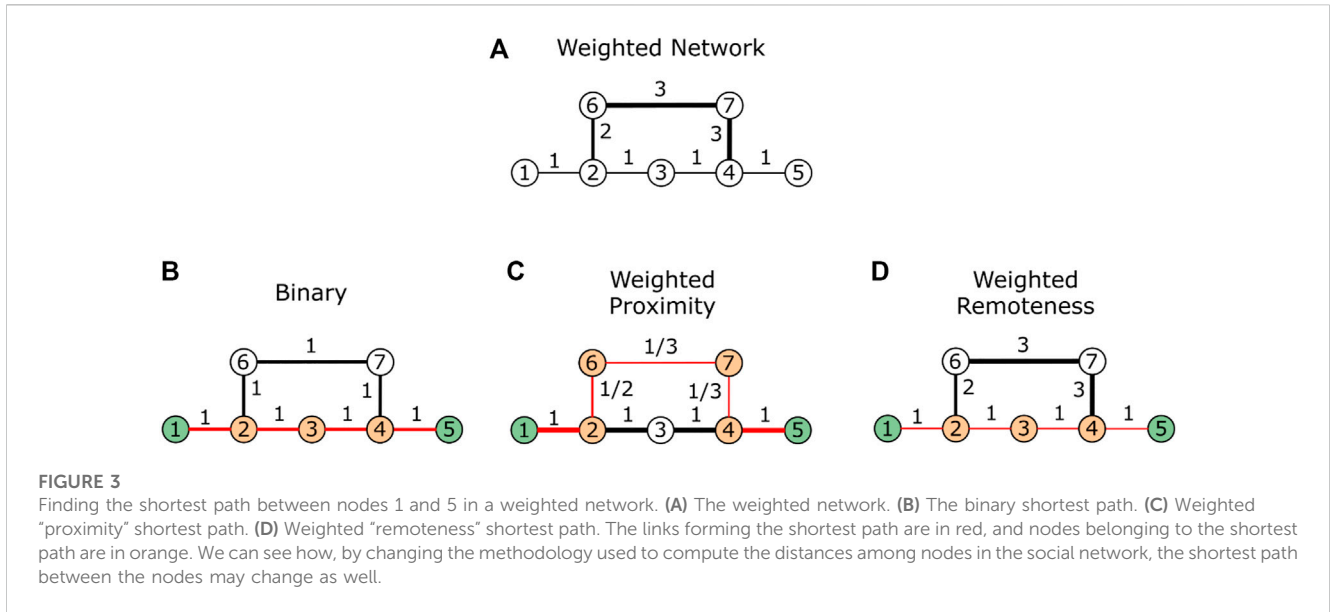 A Weighted Network
3
6 7
2 3
1 1 1 1
1 2 3 4 5
B Binary
1
6 7
1 1
1 1 1 1
1 2 3 4 5
C Weighted
Proximity
1/3
6 7
1/2 1/3
1 1 1 1
1 2 3 4 5
D Weighted
Remoteness
3
6 7
2 3
1 1 1 1
1 2 3 4 5
FIGURE 3
Finding the shortest path between nodes 1 and 5 in a weighted network. (A) The weighted network. (B) The binary shortest path. (C) Weighted
“proximity” shortest path. (D) Weighted “remoteness” shortest path. The links forming the shortest path are in red, and nodes belonging to the shortest
path are in orange. We can see how, by changing the methodology used to compute the distances among nodes in the social network, the shortest path
between the nodes may change as well.